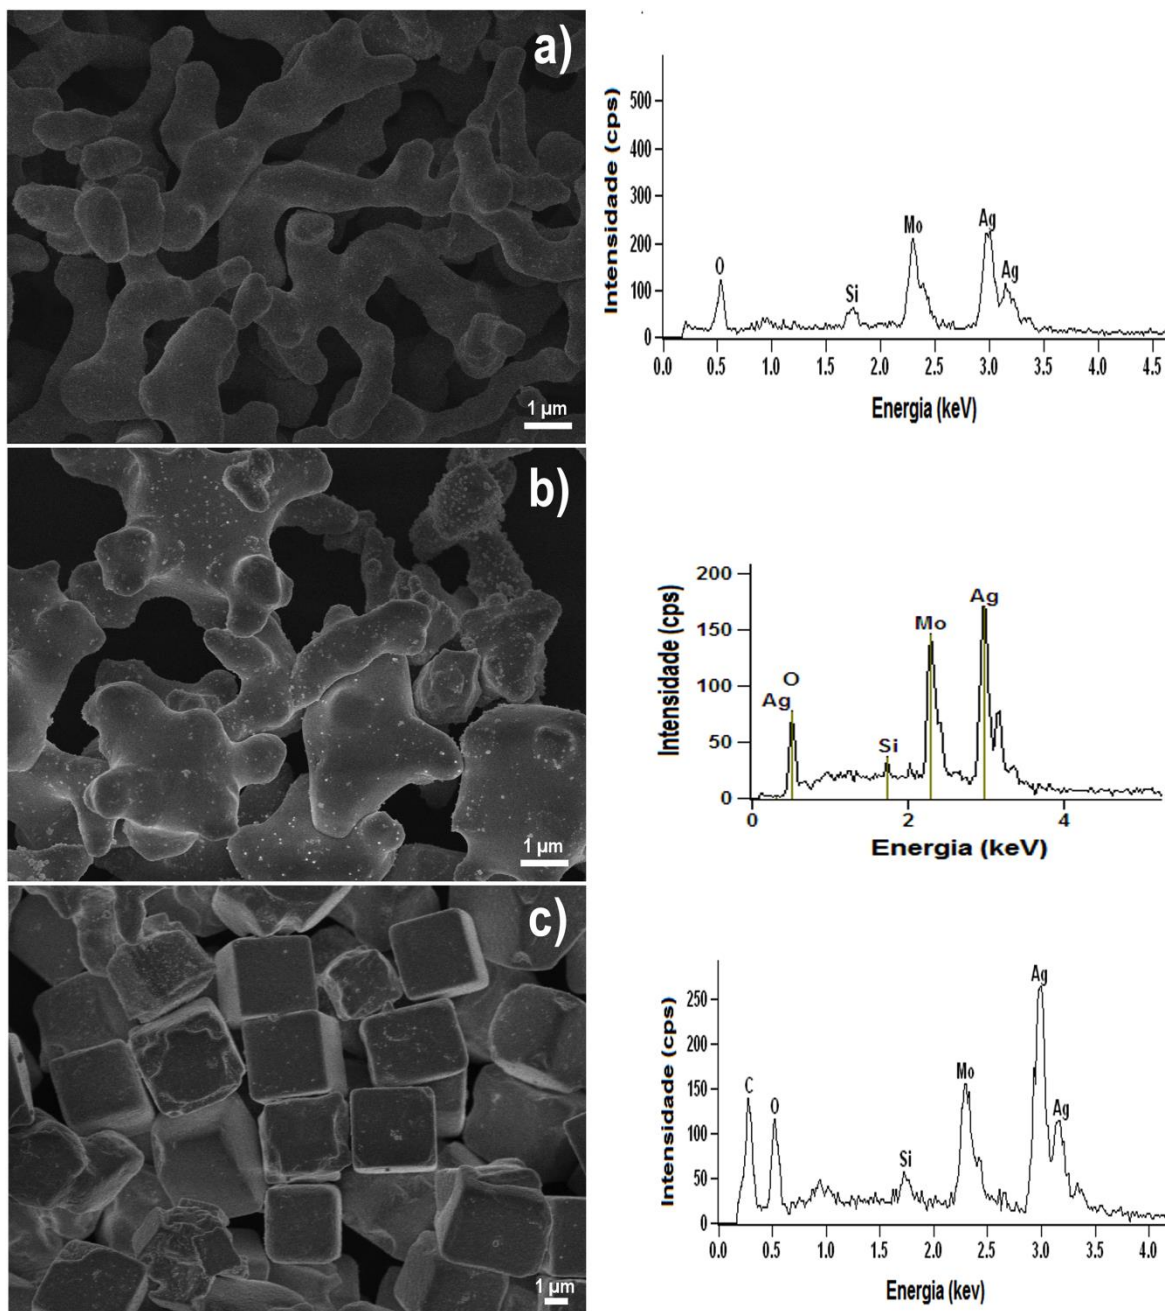 a)
1 µm
Intensidade (cps)
500
400
300
200
100
0
O
Si
Mo
Ag
Ag
0.0 0.5 1.0 1.5 2.0 2.5 3.0 3.5 4.0 4.5
Energia (keV)
b)
1 µm
Intensidade (cps)
200
150
100
50
0
O
Ag
Si
Mo
Ag
0 2 4
Energia (keV)
c)
1 µm
Intensidade (cps)
250
200
150
100
50
0
C
O
Si
Mo
Ag
Ag
0.0 0.5 1.0 1.5 2.0 2.5 3.0 3.5 4.0
Energia (kev)